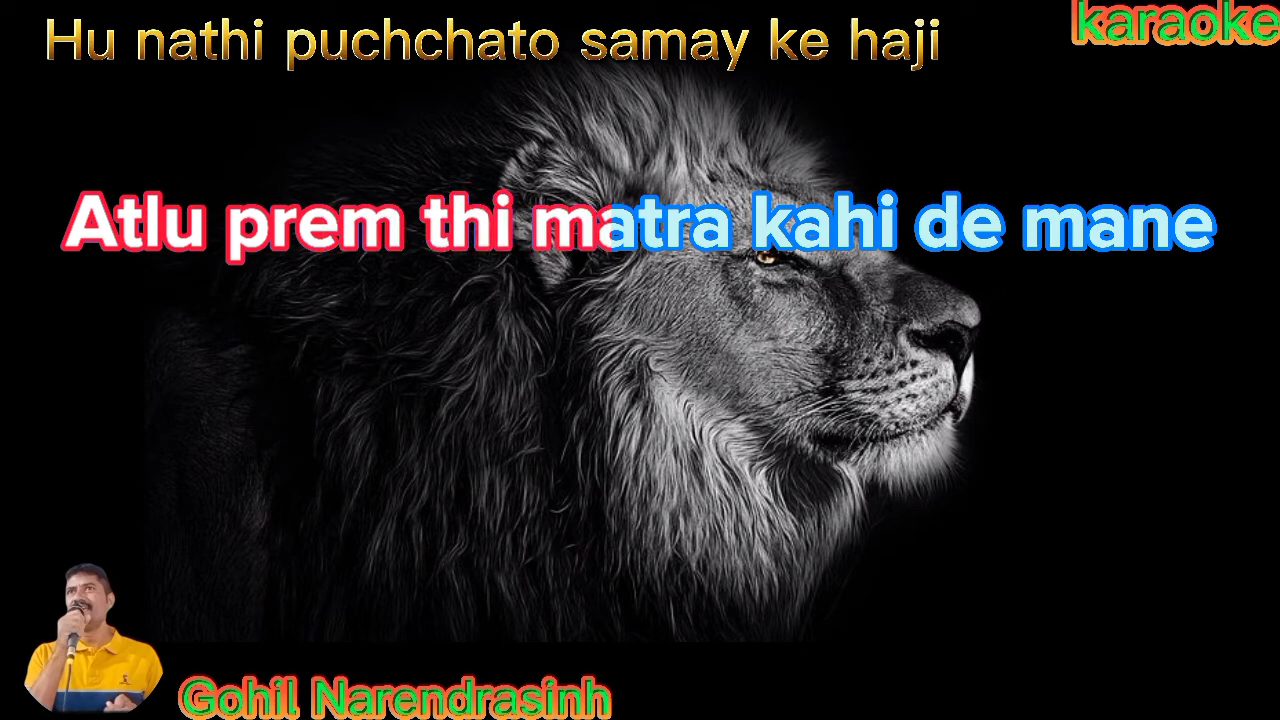 Hu nathi puchchato samay ke haji
karaoke
Atlu prem thi matra kahi de mane
Gohil Narendrasinh